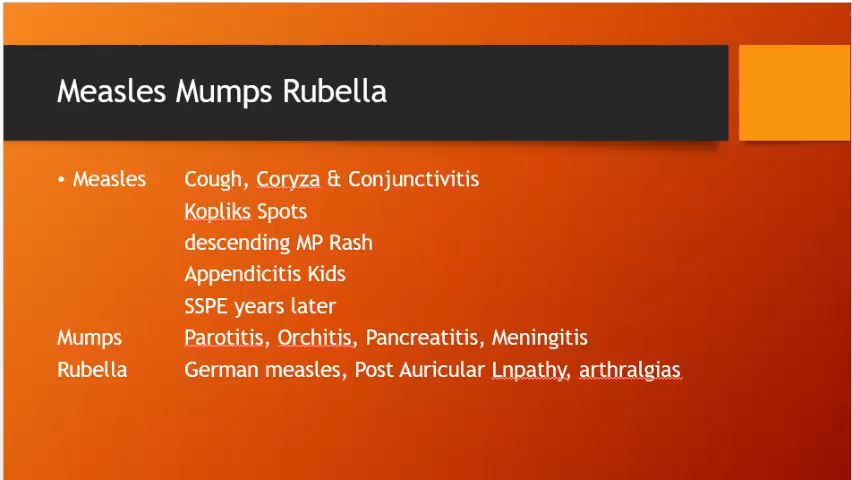 Measles Mumps Rubella
• Measles Cough, Coryza & Conjunctivitis
Kopliks Spots
descending MP Rash
Appendicitis Kids
SSPE years later
Mumps Parotitis, Orchitis, Pancreatitis, Meningitis
Rubella German measles, Post Auricular Lnpathy, arthralgias